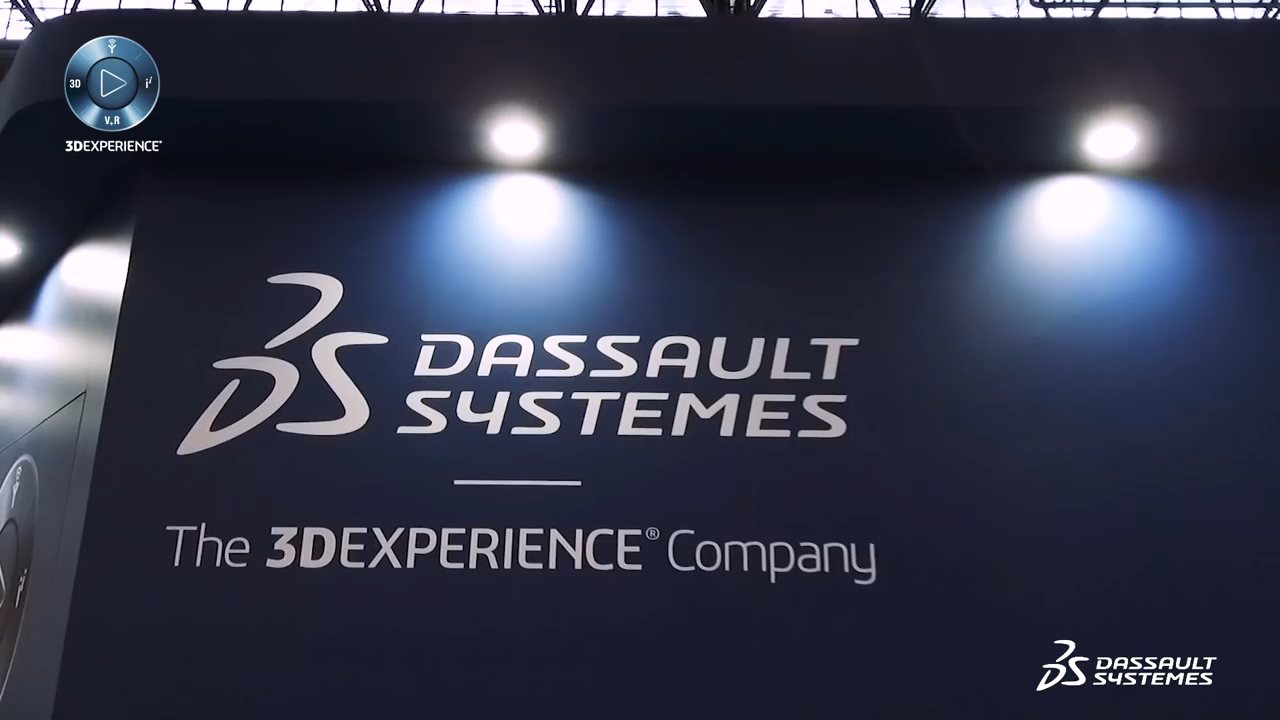 3D
V,R
i
3DEXPERIENCE
DASSAULT
SYSTEMES
The 3DEXPERIENCE® Company
DASSAULT
SYSTEMES